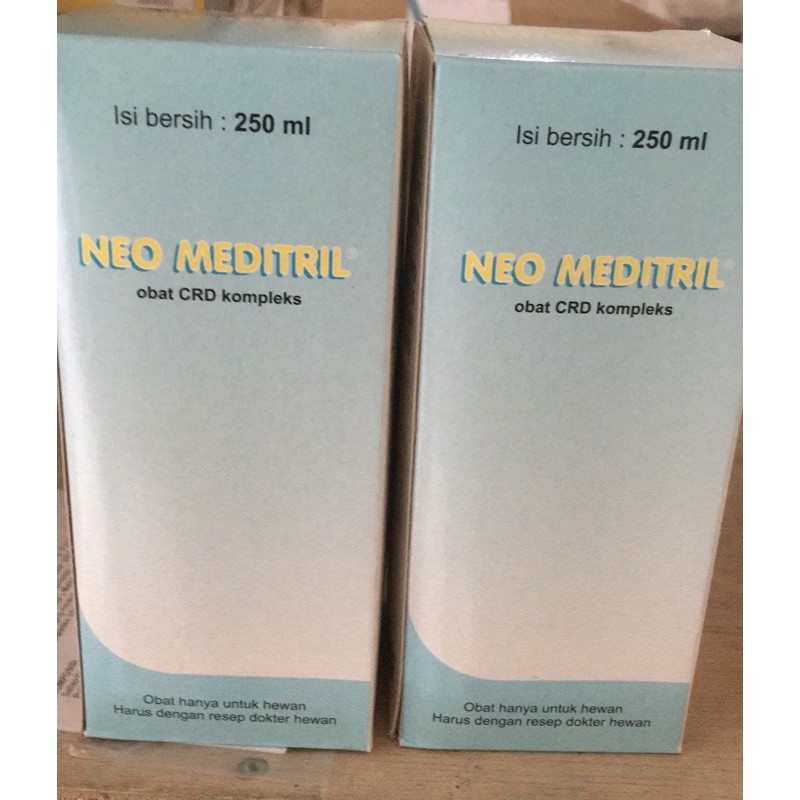 Isi bersih : 250 ml
NEO MEDITRIL®
obat CRD kompleks
Obat hanya untuk hewan
Harus dengan resep dokter hewan
Isi bersih : 250 ml
NEO MEDITRIL®
obat CRD kompleks
Obat hanya untuk hewan
Harus dengan resep dokter hewan